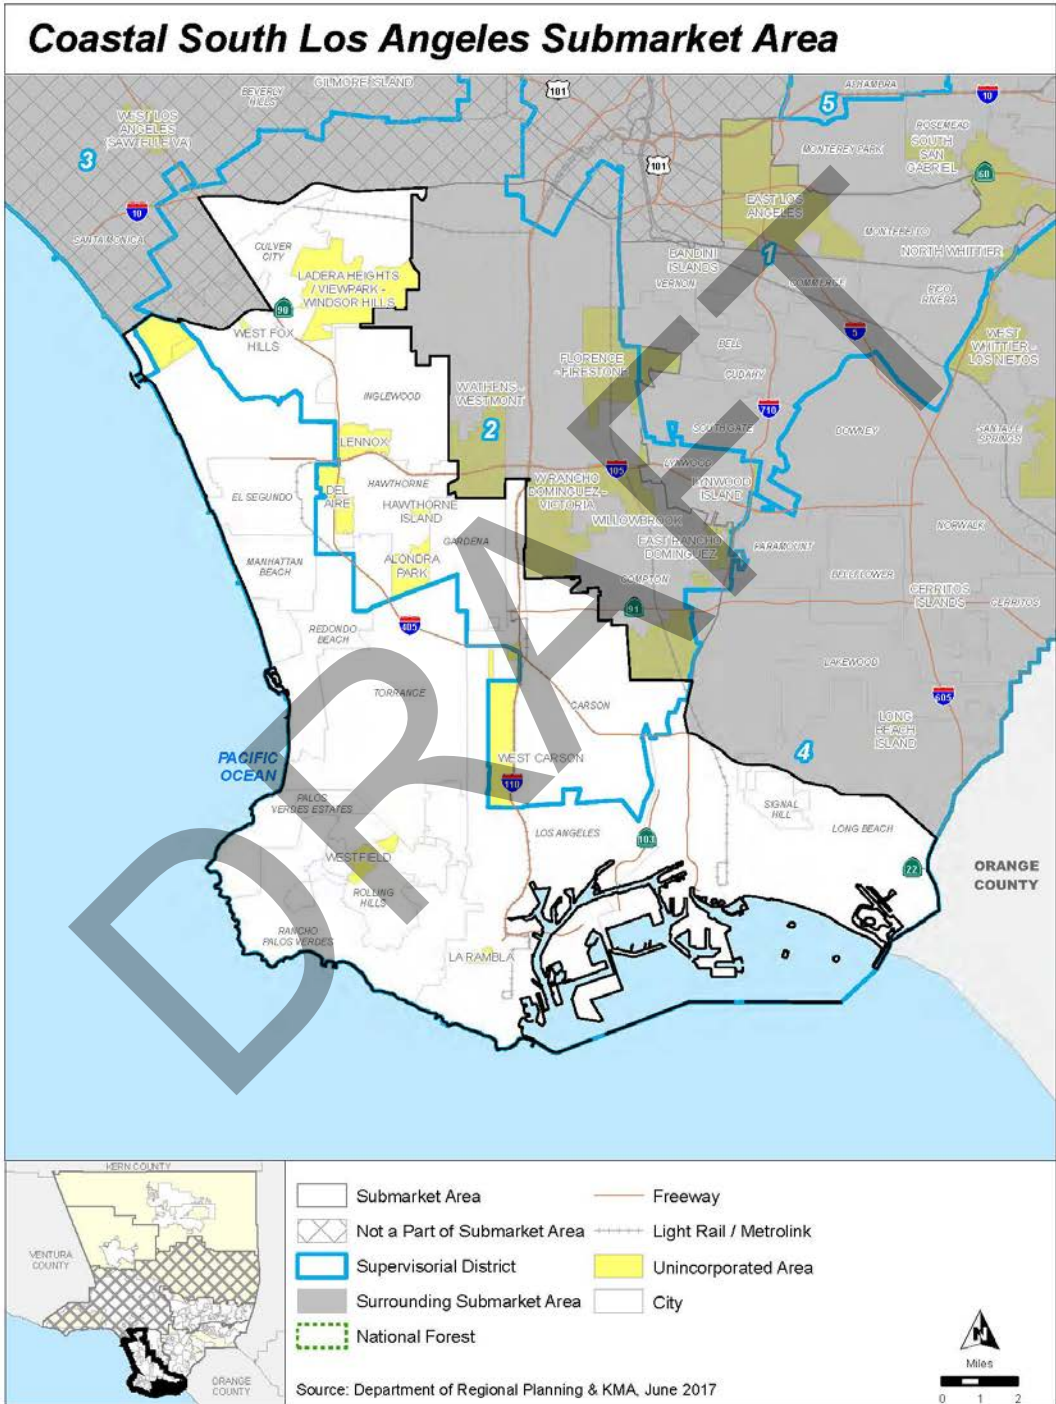 Coastal South Los Angeles Submarket Area
GILMORE ISLAND
BEVERLY
HILLS
101
ALHAMBRA
10
5
WEST LOS
ANGELES
(SAWTELLE VA)
3
ROSEMEAD
SOUTH
SAN
GABRIEL
MONTEREY PARK
101
60
10
EAST LOS
ANGELES
SANTA MONICA
MONTEBELLO
CULVER
CITY
BANDINI
ISLANDS
1
NORTH WHITTIER
LADERA HEIGHTS
/ VIEWPARK -
WINDSOR HILLS
VERNON
COMMERCE
PICO
RIVERA
90
WEST FOX
HILLS
5
WEST
WHITTIER -
LOS NIETOS
BELL
FLORENCE
- FIRESTONE
CUDAHY
INGLEWOOD
WATHENS -
WESTMONT
710
2
SOUTH GATE
DOWNEY
SANTA FE
SPRINGS
LENNOX
105
LYNWOOD
HAWTHORNE
DEL
AIRE
W RANCHO
DOMINGUEZ -
VICTORIA
LYNWOOD
ISLAND
EL SEGUNDO
HAWTHORNE
ISLAND
WILLOWBROOK
NORWALK
GARDENA
EAST RANCHO
DOMINGUEZ
PARAMOUNT
MANHATTAN
BEACH
ALONDRA
PARK
COMPTON
BELLFLOWER
CERRITOS
ISLANDS
CERRITOS
91
405
REDONDO
BEACH
LAKEWOOD
TORRANCE
605
CARSON
LONG
BEACH
ISLAND
PACIFIC
OCEAN
WEST CARSON
4
110
PALOS
VERDES ESTATES
SIGNAL
HILL
LOS ANGELES
LONG BEACH
103
WESTFIELD
22
ORANGE
COUNTY
ROLLING
HILLS
RANCHO
PALOS VERDES
LA RAMBLA
DRAFT
KERN COUNTY
VENTURA
COUNTY
ORANGE
COUNTY
Submarket Area
Not a Part of Submarket Area
Supervisorial District
Surrounding Submarket Area
National Forest
Freeway
Light Rail / Metrolink
Unincorporated Area
City
Source: Department of Regional Planning & KMA, June 2017
N
Miles
0 1 2